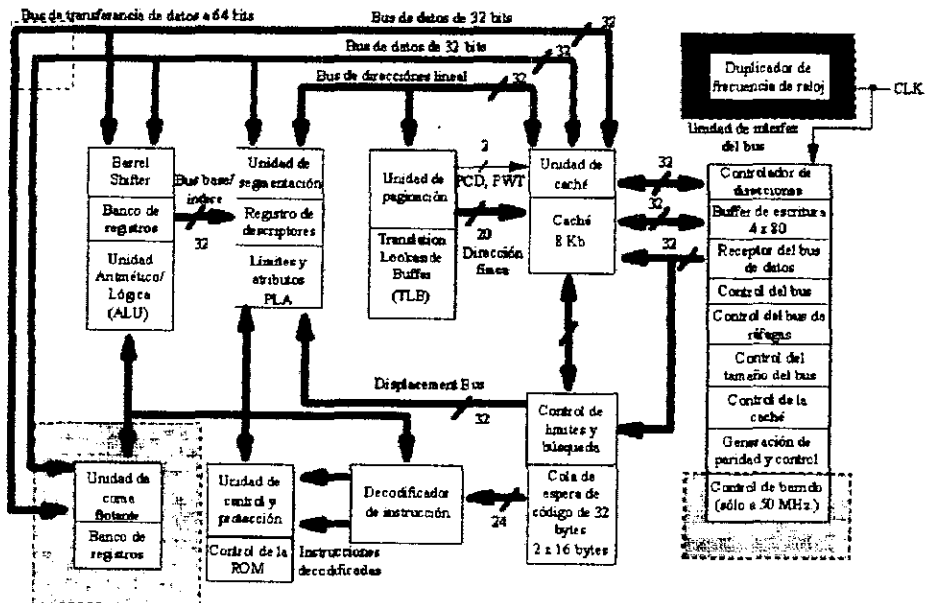 Bus de transferancia de datos a 64 bits
Bus de datos de 32 bits
32
Bus de datos de 32 bits
32
Bus de direcciónes lineal
32
Duplicador de
frecuencia de reloj
CLK
Unidad de interfaz
del bus
Barrel
Shifter
Banco de
registros
Unidad
Aritmético/
Lógica
(ALU)
Bus base/
indece
32
Unidad de
segmentación
Registro de
descriptores
Límites y
atributos
PLA
Unidad de
paginación
Translation
Lookaside
Buffer
(TLB)
2
PCD, PWT
20
Dirección
física
Unidad de
caché
Caché
8 Kb
32
32
32
Controlador de
direcciones
Buffer de escritura
4 x 80
Receptor del bus
de datos
Control del bus
Control del bus de
ráfagas
Control del
tamaño del bus
Control de la
caché
Generación de
paridad y control
Control de barrido
(sólo a 50 MHz.)
Displacement Bus
32
Control de
límites y
búsqueda
Cola de
espera de
código de 32
bytes
2 x 16 bytes
24
Decodificador
de instrucción
Instrucciones
decodificadas
Unidad de
control y
protección
Control de la
ROM
Unidad de
coma
flotante
Banco de
registros